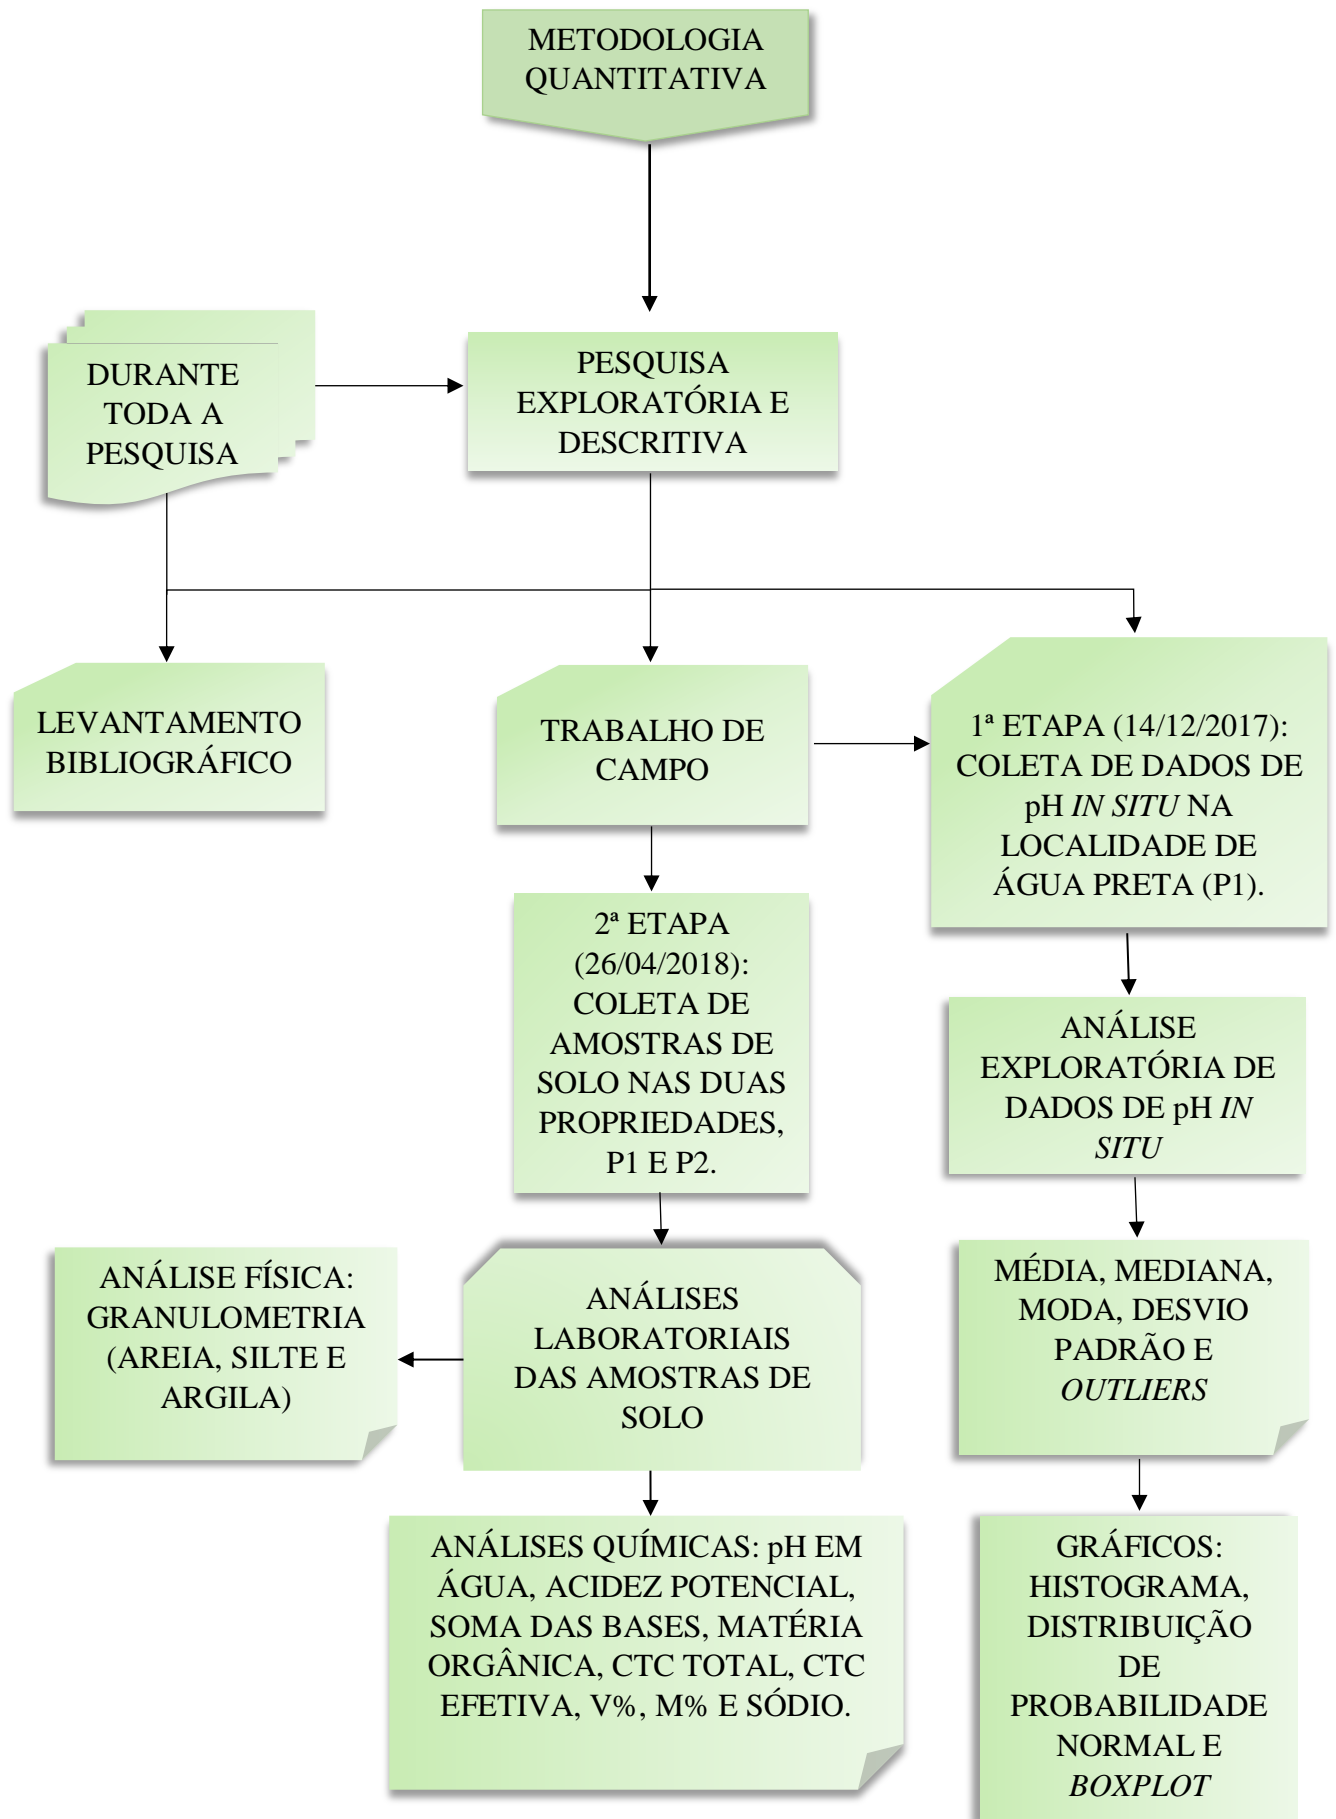 METODOLOGIA
QUANTITATIVA
DURANTE
TODA A
PESQUISA
PESQUISA
EXPLORATÓRIA E
DESCRITIVA
LEVANTAMENTO
BIBLIOGRÁFICO
TRABALHO DE
CAMPO
1ª ETAPA (14/12/2017):
COLETA DE DADOS DE
pH IN SITU NA
LOCALIDADE DE
ÁGUA PRETA (P1).
2ª ETAPA
(26/04/2018):
COLETA DE
AMOSTRAS DE
SOLO NAS DUAS
PROPRIEDADES,
P1 E P2.
ANÁLISE
EXPLORATÓRIA DE
DADOS DE pH IN
SITU
ANÁLISE FÍSICA:
GRANULOMETRIA
(AREIA, SILTE E
ARGILA)
ANÁLISES
LABORATORIAIS
DAS AMOSTRAS DE
SOLO
MÉDIA, MEDIANA,
MODA, DESVIO
PADRÃO E
OUTLIERS
ANÁLISES QUÍMICAS: pH EM
ÁGUA, ACIDEZ POTENCIAL,
SOMA DAS BASES, MATÉRIA
ORGÂNICA, CTC TOTAL, CTC
EFETIVA, V%, M% E SÓDIO.
GRÁFICOS:
HISTOGRAMA,
DISTRIBUIÇÃO
DE
PROBABILIDADE
NORMAL E
BOXPLOT